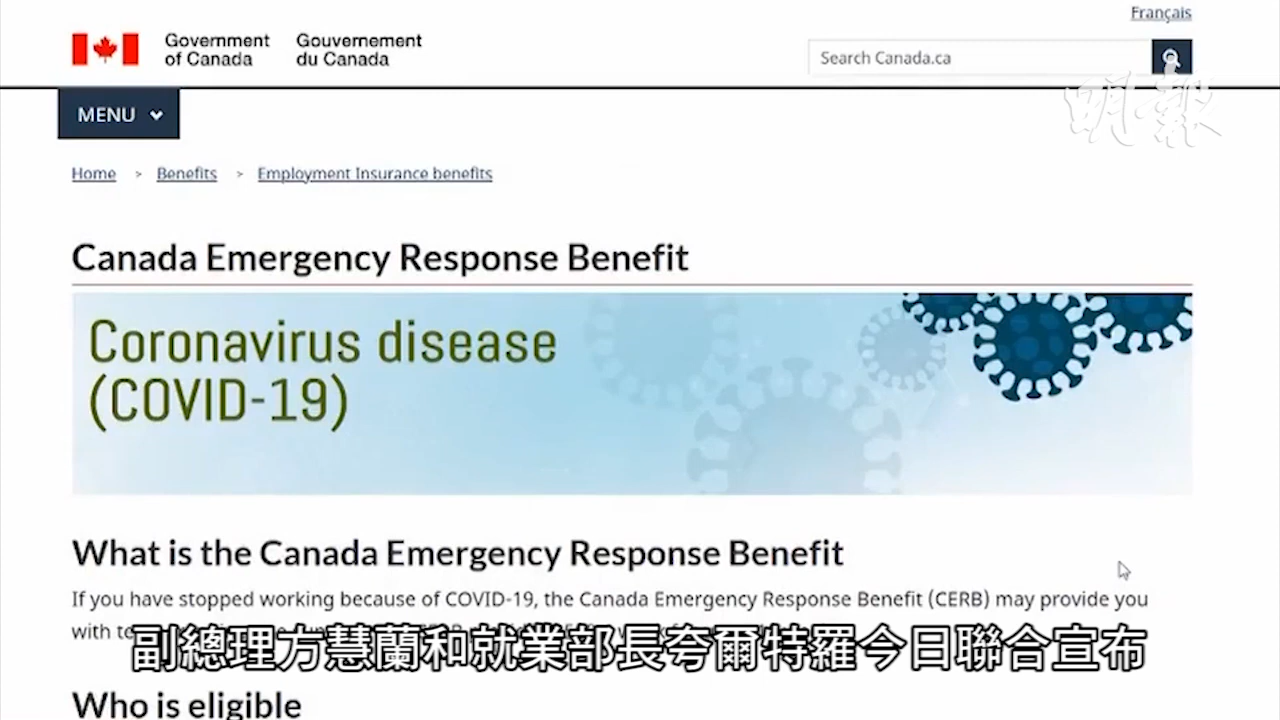 Français
Government of Canada
Gouvernement du Canada
Search Canada.ca
明報
MENU
Home > Benefits > Employment Insurance benefits
Canada Emergency Response Benefit
Coronavirus disease
(COVID-19)
What is the Canada Emergency Response Benefit
If you have stopped working because of COVID-19, the Canada Emergency Response Benefit (CERB) may provide you
with
副總理方慧蘭和就業部長夸爾特羅今日聯合宣布
Who is eligible